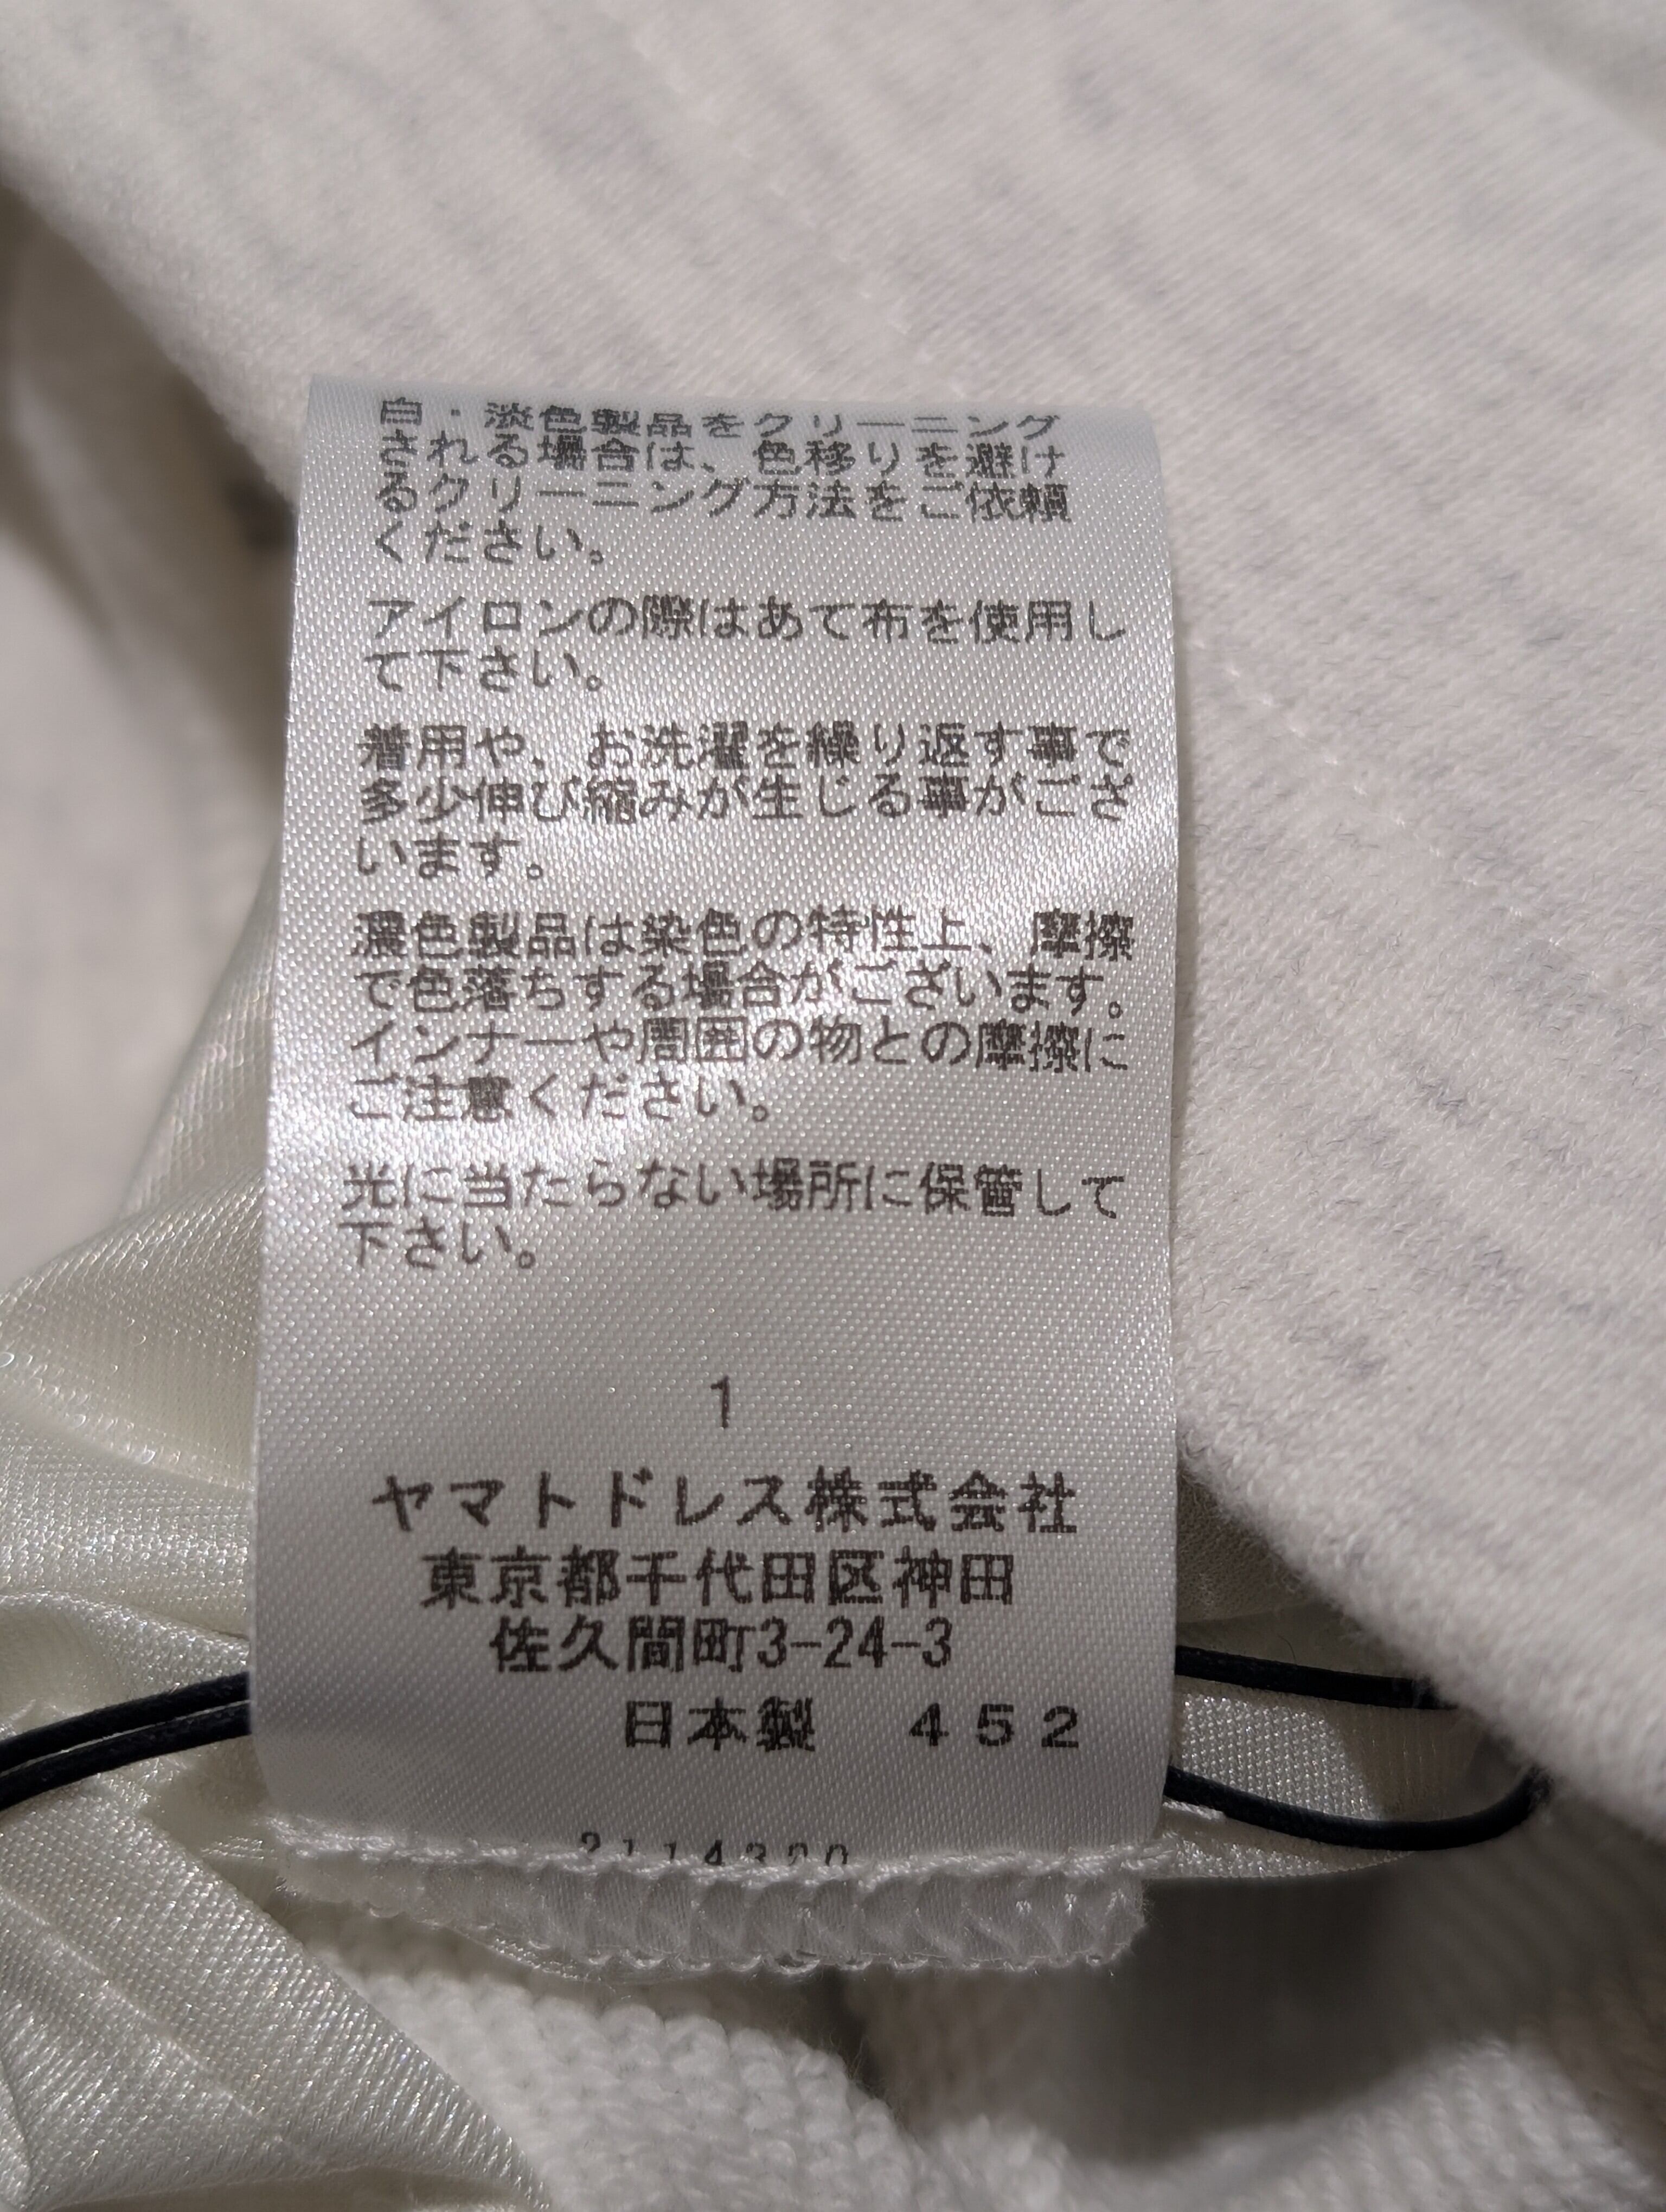 白・淡色製品をクリーニング
される場合は、色移りを避け
るクリーニング方法をご依頼
ください。
アイロンの際はあて布を使用し
て下さい。
着用や、お洗濯を繰り返す事で
多少伸び縮みが生じる事がござ
います。
濃色製品は染色の特性上、摩擦
で色落ちする場合がございます。
インナーや周囲の物との摩擦に
ご注意ください。
光に当たらない場所に保管して
下さい。
1
ヤマトドレス株式会社
東京都千代田区神田
佐久間町3-24-3
日本製 452